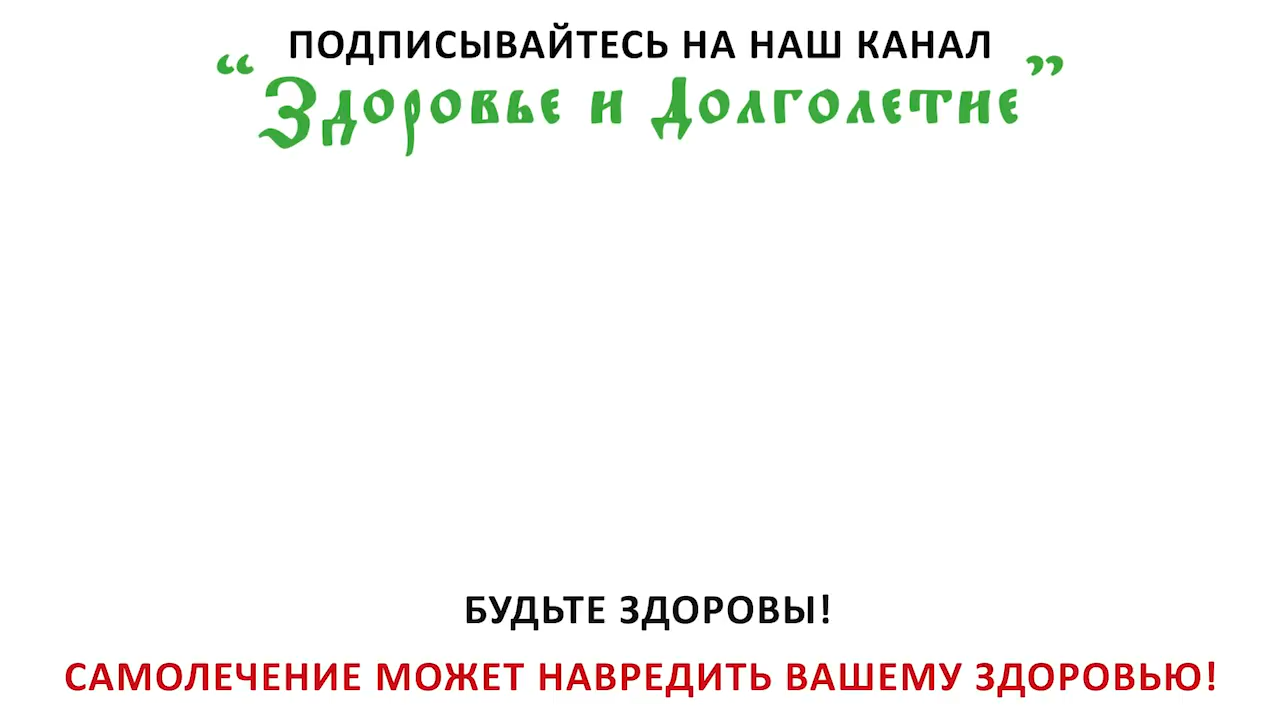 ПОДПИСЫВАЙТЕСЬ НА НАШ КАНАЛ
“Здоровье и Долголетие”
БУДЬТЕ ЗДОРОВЫ!
САМОЛЕЧЕНИЕ МОЖЕТ НАВРЕДИТЬ ВАШЕМУ ЗДОРОВЬЮ!